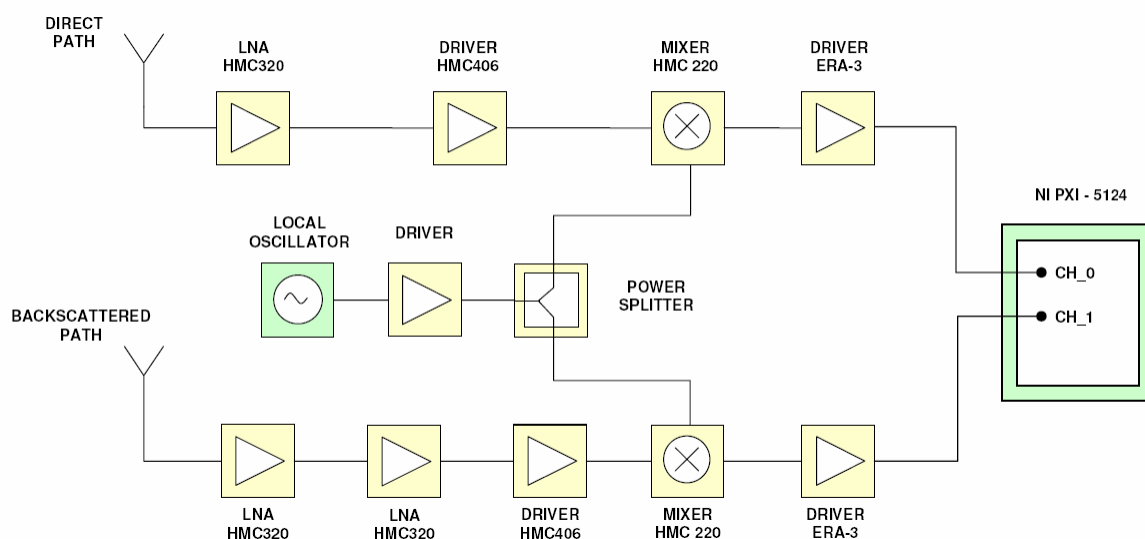 DIRECT
PATH
LNA
HMC320
DRIVER
HMC406
MIXER
HMC 220
DRIVER
ERA-3
NI PXI - 5124
LOCAL
OSCILLATOR
DRIVER
POWER
SPLITTER
CH_0
CH_1
BACKSCATTERED
PATH
LNA
HMC320
LNA
HMC320
DRIVER
HMC406
MIXER
HMC 220
DRIVER
ERA-3